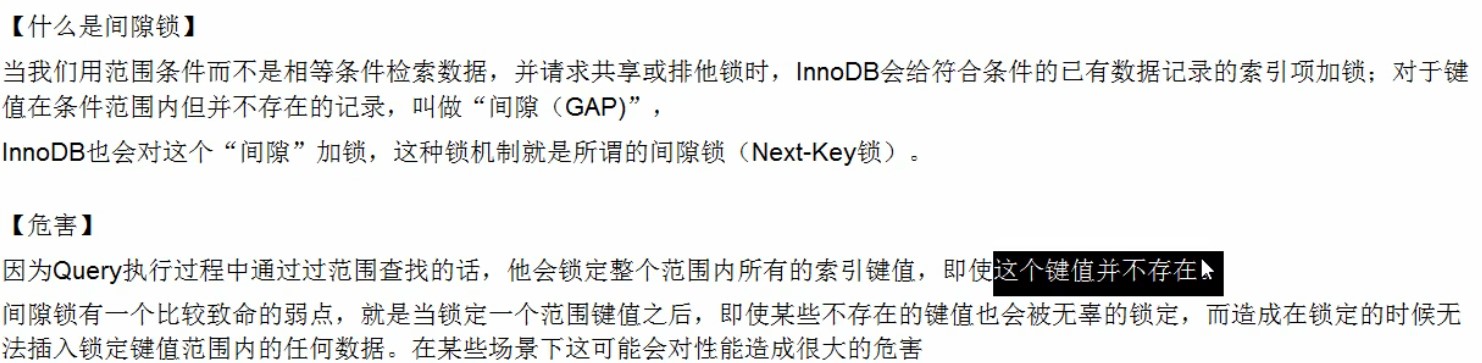 【什么是间隙锁】
当我们用范围条件而不是相等条件检索数据，并请求共享或排他锁时，InnoDB会给符合条件的已有数据记录的索引项加锁；对于键
值在条件范围内但并不存在的记录，叫做“间隙（GAP)”，
InnoDB也会对这个“间隙”加锁，这种锁机制就是所谓的间隙锁（Next-Key锁）。
【危害】
因为Query执行过程中通过过范围查找的话，他会锁定整个范围内所有的索引键值，即使这个键值并不存在。
间隙锁有一个比较致命的弱点，就是当锁定一个范围键值之后，即使某些不存在的键值也会被无辜的锁定，而造成在锁定的时候无
法插入锁定键值范围内的任何数据。在某些场景下这可能会对性能造成很大的危害